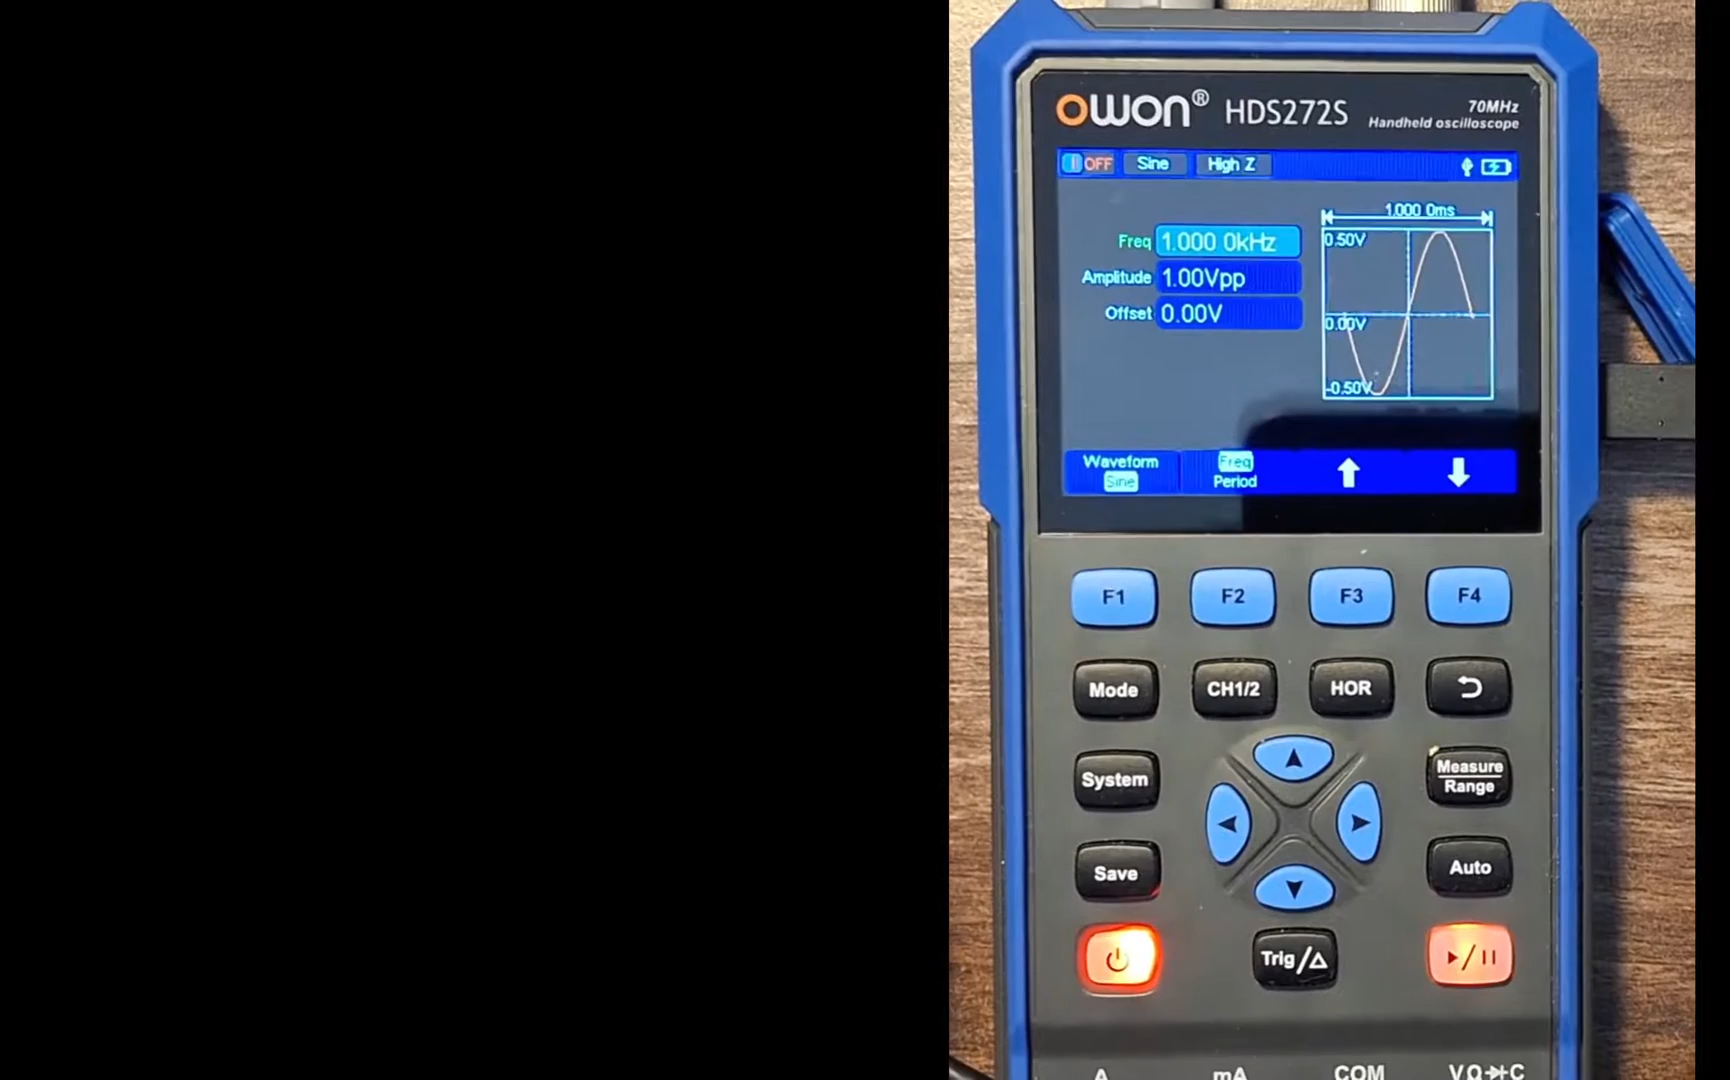 owon® HDS272S
70MHz
Handheld oscilloscope
OFF Sine High Z
1.000 0ms
Freq 1.000 0kHz
0.50V
Amplitude 1.00Vpp
Offset 0.00V
0.00V
-0.50V
Waveform
Sine
Freq
Period
F1 F2 F3 F4
Mode CH1/2 HOR
System
Measure
Range
Save
Auto
Trig/Δ
A mA COM VΩ C